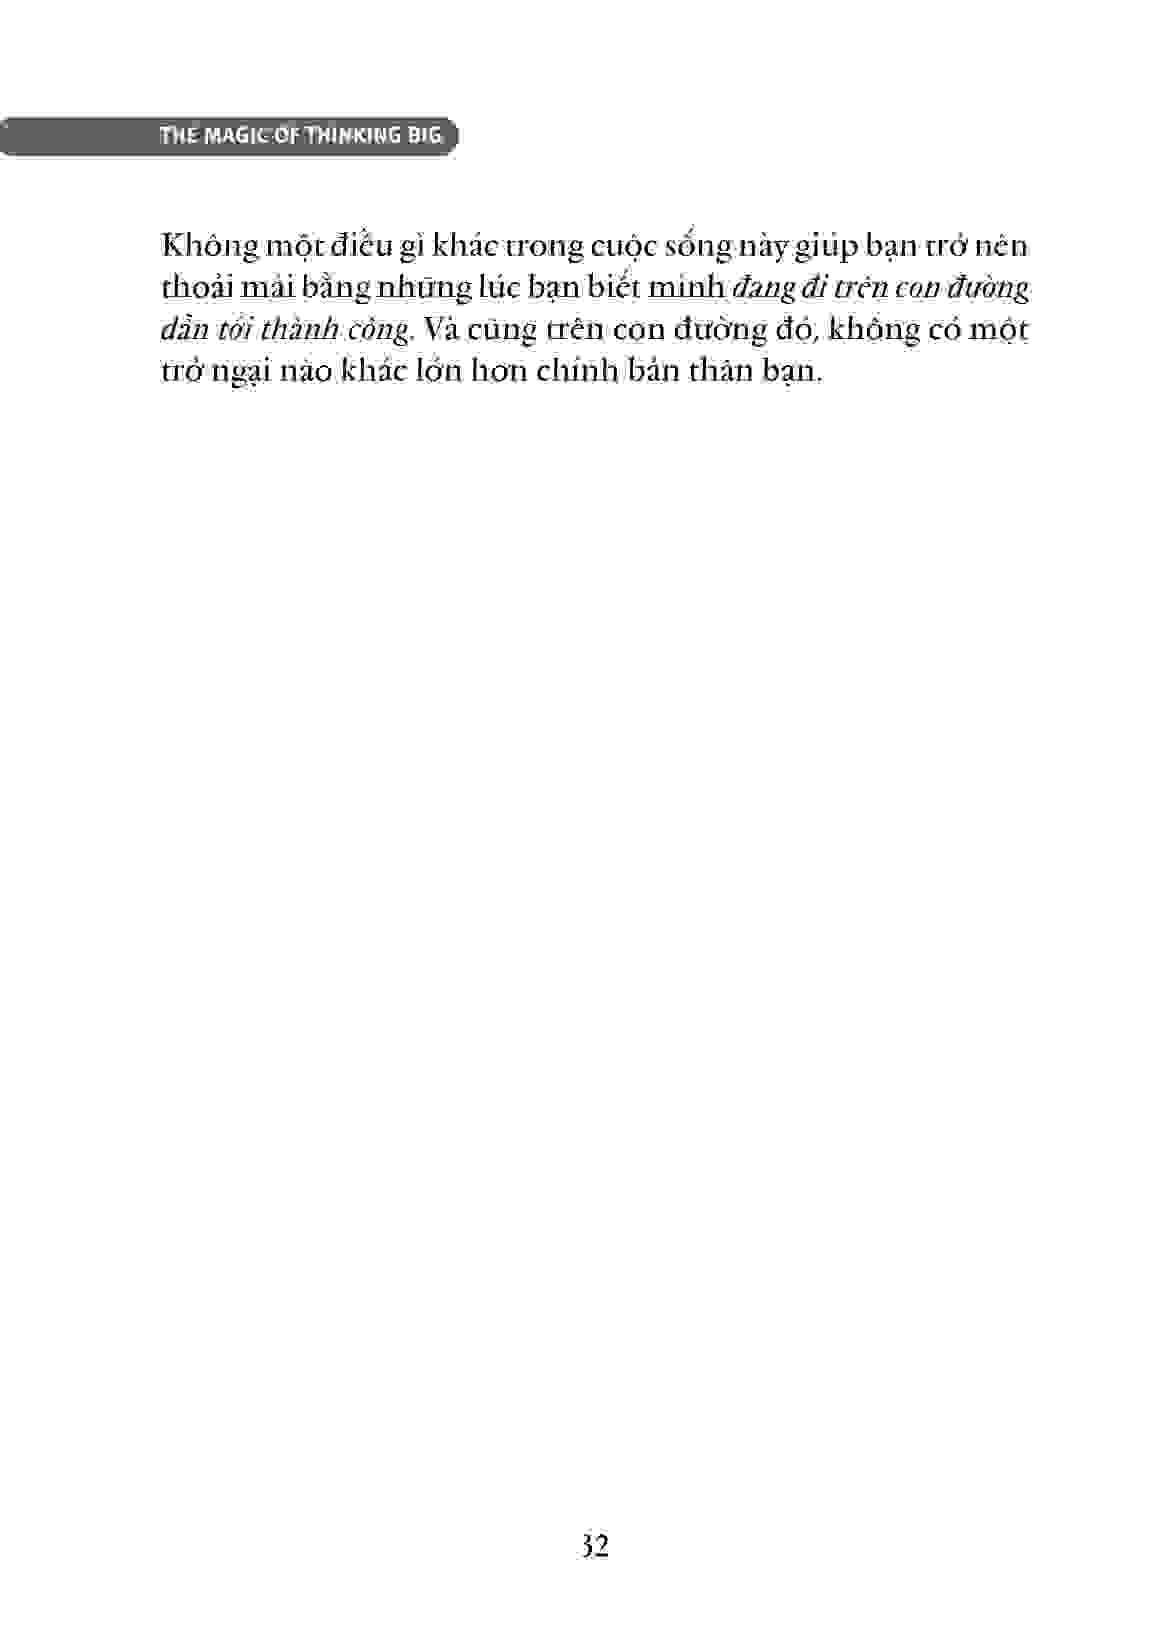 THE MAGIC OF THINKING BIG
Không một điều gì khác trong cuộc sống này giúp bạn trở nên
thoải mái bằng những lúc bạn biết mình đang đi trên con đường
dẫn tới thành công. Và cũng trên con đường đó, không có một
trở ngại nào khác lớn hơn chính bản thân bạn.
32